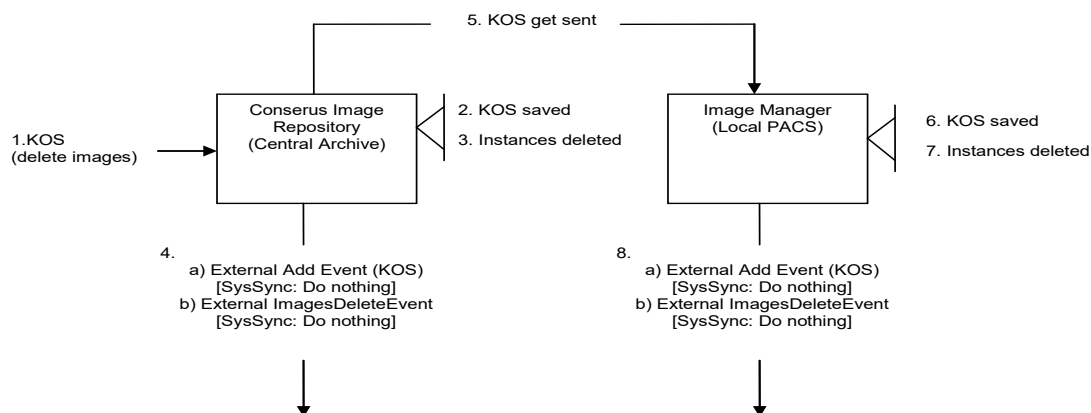 5. KOS get sent
Conserus Image
Repository
(Central Archive)
2. KOS saved
3. Instances deleted
Image Manager
(Local PACS)
6. KOS saved
7. Instances deleted
1.KOS
(delete images)
4.
a) External Add Event (KOS)
[SysSync: Do nothing]
b) External ImagesDeleteEvent
[SysSync: Do nothing]
8.
a) External Add Event (KOS)
[SysSync: Do nothing]
b) External ImagesDeleteEvent
[SysSync: Do nothing]